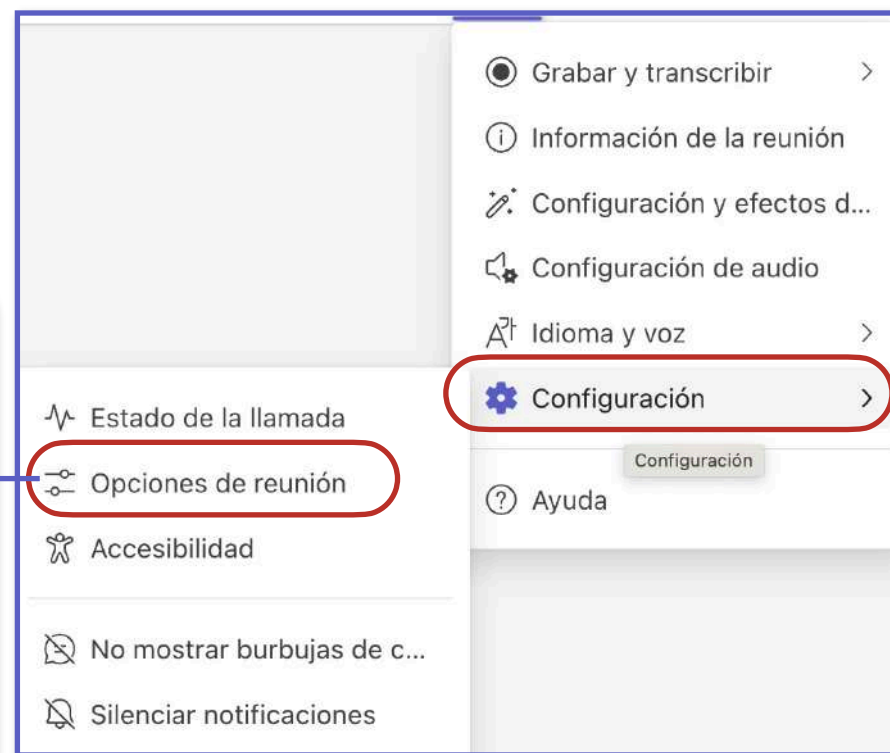 Grabar y transcribir
Información de la reunión
Configuración y efectos d...
Configuración de audio
Idioma y voz
Configuración
Configuración
Ayuda
Estado de la llamada
Opciones de reunión
Accesibilidad
No mostrar burbujas de c...
Silenciar notificaciones